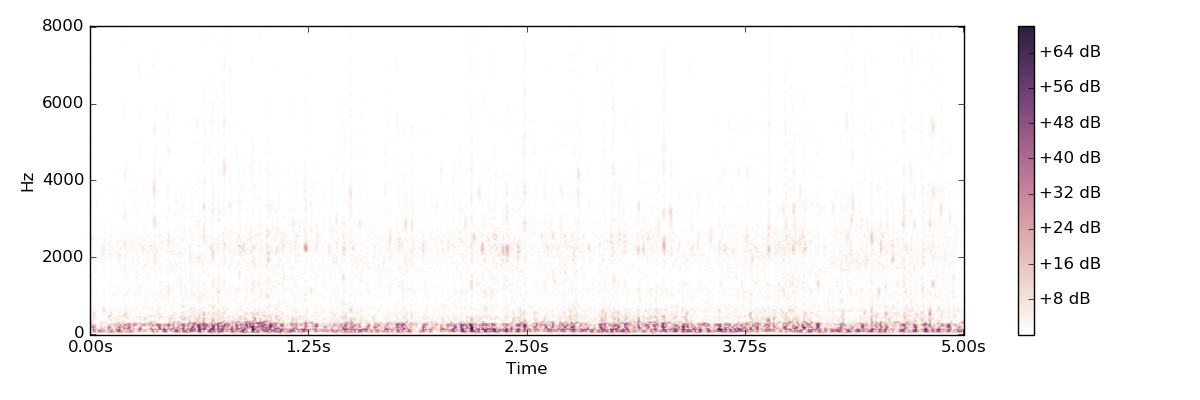 8000
6000
4000
2000
0
Hz
0.00s
1.25s
2.50s
3.75s
5.00s
Time
+64 dB
+56 dB
+48 dB
+40 dB
+32 dB
+24 dB
+16 dB
+8 dB